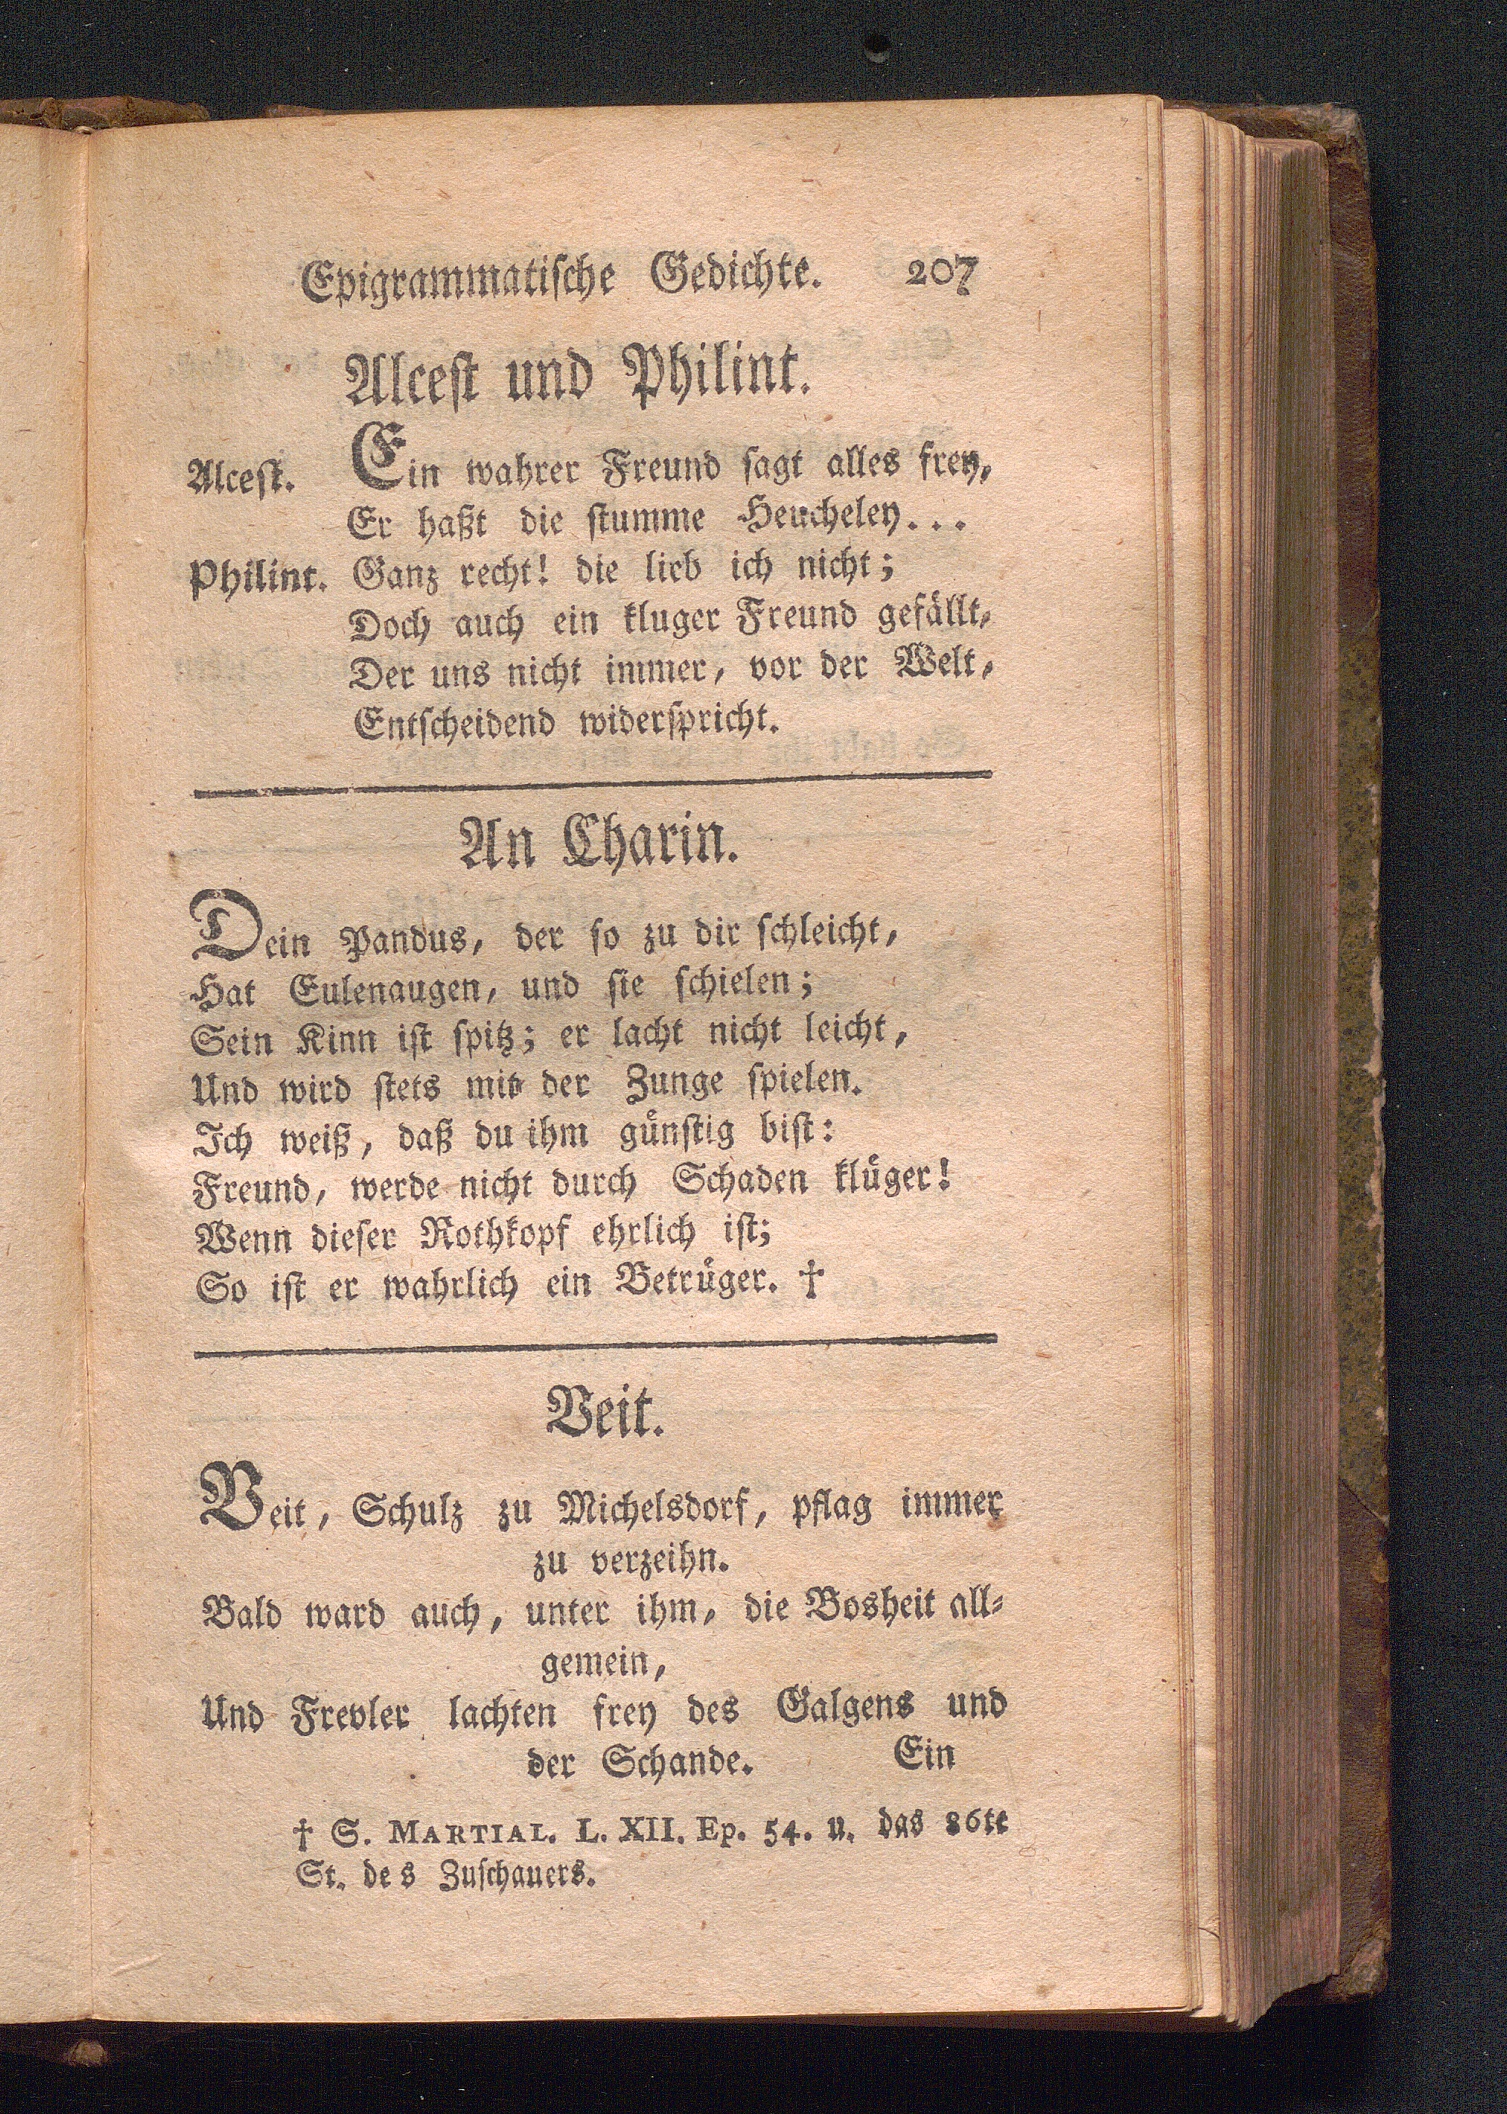 Epigrammatische Gedichte. 207
Alcest und Philint.
Alcest. Ein wahrer Freund sagt alles frey,
Er haßt die stumme Heucheley...
Philint. Ganz recht! die lieb ich nicht;
Doch auch ein kluger Freund gefällt,
Der uns nicht immer, vor der Welt,
Entscheidend widerspricht.
An Charin.
Dein Pandus, der so zu dir schleicht,
Hat Eulenaugen, und sie schielen;
Sein Kinn ist spitz; er lacht nicht leicht,
Und wird stets mit der Zunge spielen.
Ich weiß, daß du ihm günstig bist:
Freund, werde nicht durch Schaden klüger!
Wenn dieser Rothkopf ehrlich ist;
So ist er wahrlich ein Betrüger. †
Veit.
Veit, Schulz zu Michelsdorf, pflag immer
zu verzeihn.
Bald ward auch, unter ihm, die Bosheit all-
gemein,
Und Frevler lachten frey des Galgens und
der Schande. Ein
† S. MARTIAL. L. XII. Ep. 54. u. das 86te
St. des Zuschauers.